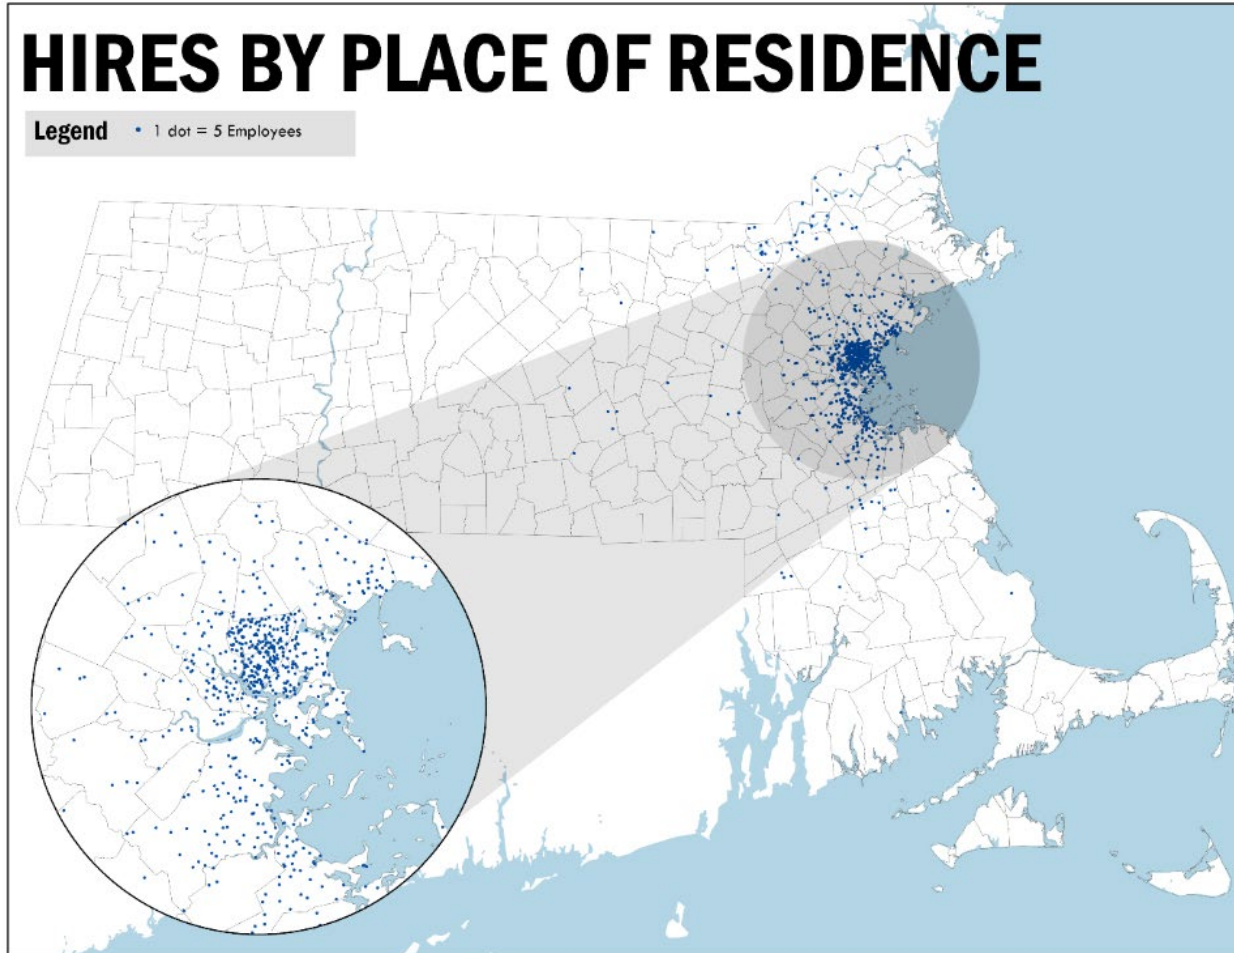 HIRES BY PLACE OF RESIDENCE
Legend • 1 dot = 5 Employees